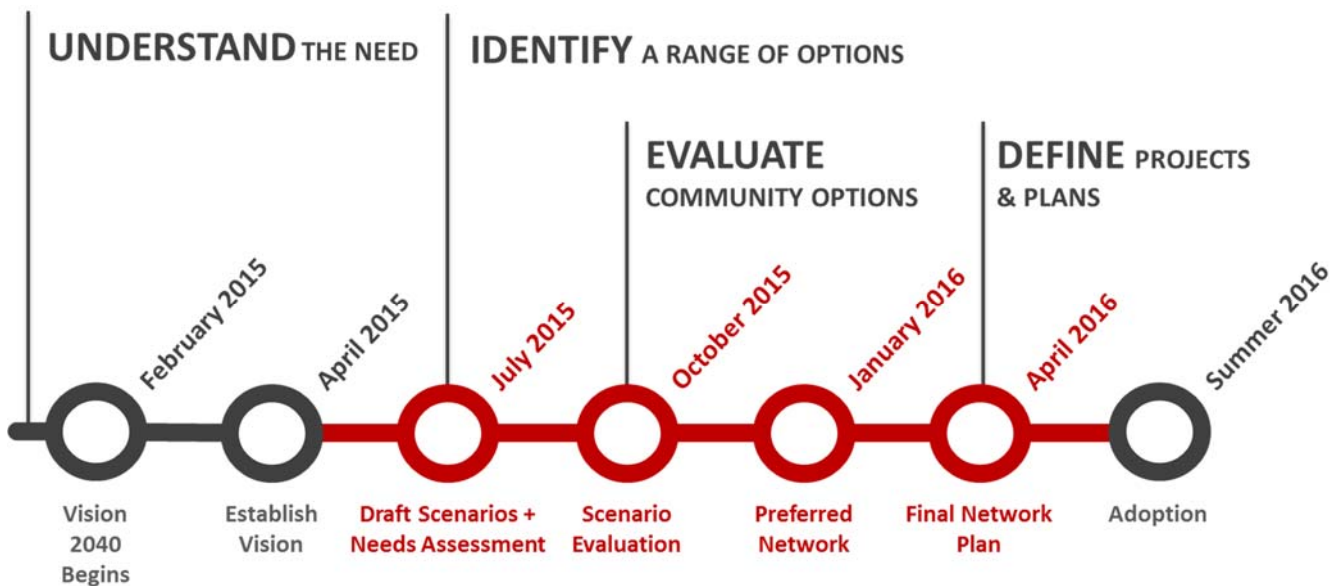 UNDERSTAND THE NEED
IDENTIFY A RANGE OF OPTIONS
EVALUATE
COMMUNITY OPTIONS
DEFINE PROJECTS
& PLANS
February 2015
April 2015
July 2015
October 2015
January 2016
April 2016
Summer 2016
Vision
2040
Begins
Establish
Vision
Draft Scenarios +
Needs Assessment
Scenario
Evaluation
Preferred
Network
Final Network
Plan
Adoption